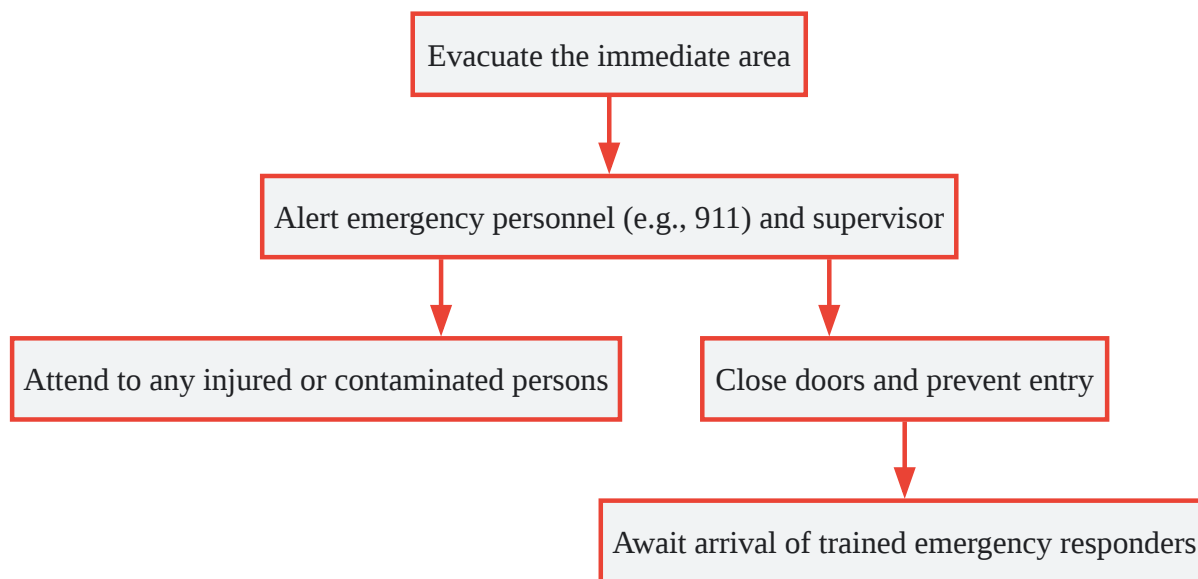 Evacuate the immediate area
Alert emergency personnel (e.g., 911) and supervisor
Attend to any injured or contaminated persons
Close doors and prevent entry
Await arrival of trained emergency responders